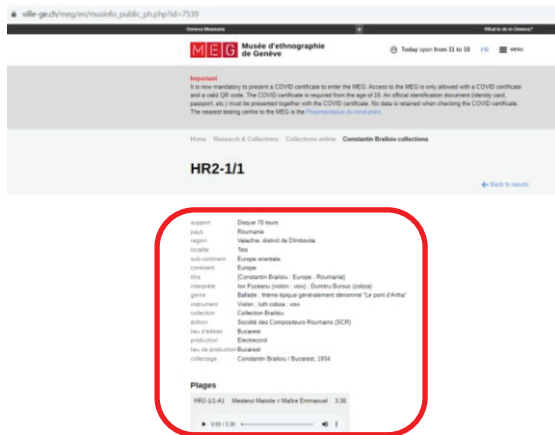 ville-ge.ch/meg/en/musinfo_public_ph.php?id=7539
Geneva Museums
What to do in Geneva?
MEG Musée d'ethnographie
de Genève
Today open from 11 to 18 FR MENU
Important
It is now mandatory to present a COVID certificate to enter the MEG. Access to the MEG is only allowed with a COVID certificate
and a valid QR code. The COVID certificate is required from the age of 16. An official identification document (identity card,
passport, etc.) must be presented together with the COVID certificate. No data is retained when checking the COVID certificate.
The nearest testing centre to the MEG is the Pharmacieplus du rond-point.
Home Research & Collections Collections online Constantin Brailoiu collections
HR2-1/1
Back to results
support Disque 78 tours
pays Roumanie
region Valachie, district de Dîmbovita
localite Teis
sub-continent Europe orientale
continent Europe
titre [Constantin Brailoiu : Europe - Roumanie]
interprète Ion Puceanu (violon ; voix) ; Dumitru Bursuc (cobza)
genre Ballade ; thème épique généralement dénommé "Le pont d'Artha"
instrument Violon ; luth cobza ; voix
collection Collection Brailoiu
édition Société des Compositeurs Roumains (SCR)
lieu d'édition Bucarest
production Electrecord
lieu de production Bucarest
collectage Constantin Brailoiu / Bucarest, 1934
Plages
HR2-1/1-A1 Mesterul Manole = Maître Emmanuel 3:36
0:00 / 3:36